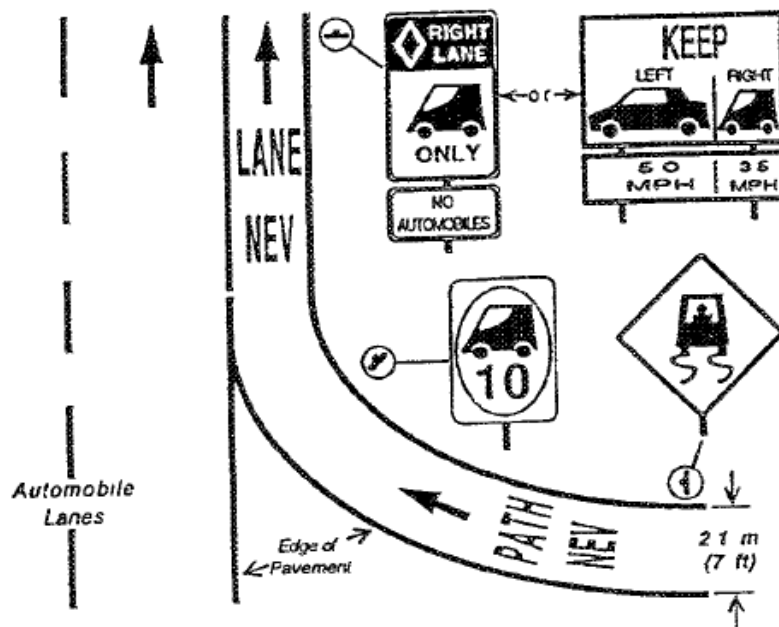 RIGHT
LANE
ONLY
NO
AUTOMOBILES
or
KEEP
LEFT
RIGHT
50
MPH
35
MPH
LANE
NEV
10
Automobile
Lanes
Edge of
Pavement
PATH
NEV
2 1 m
(7 ft)